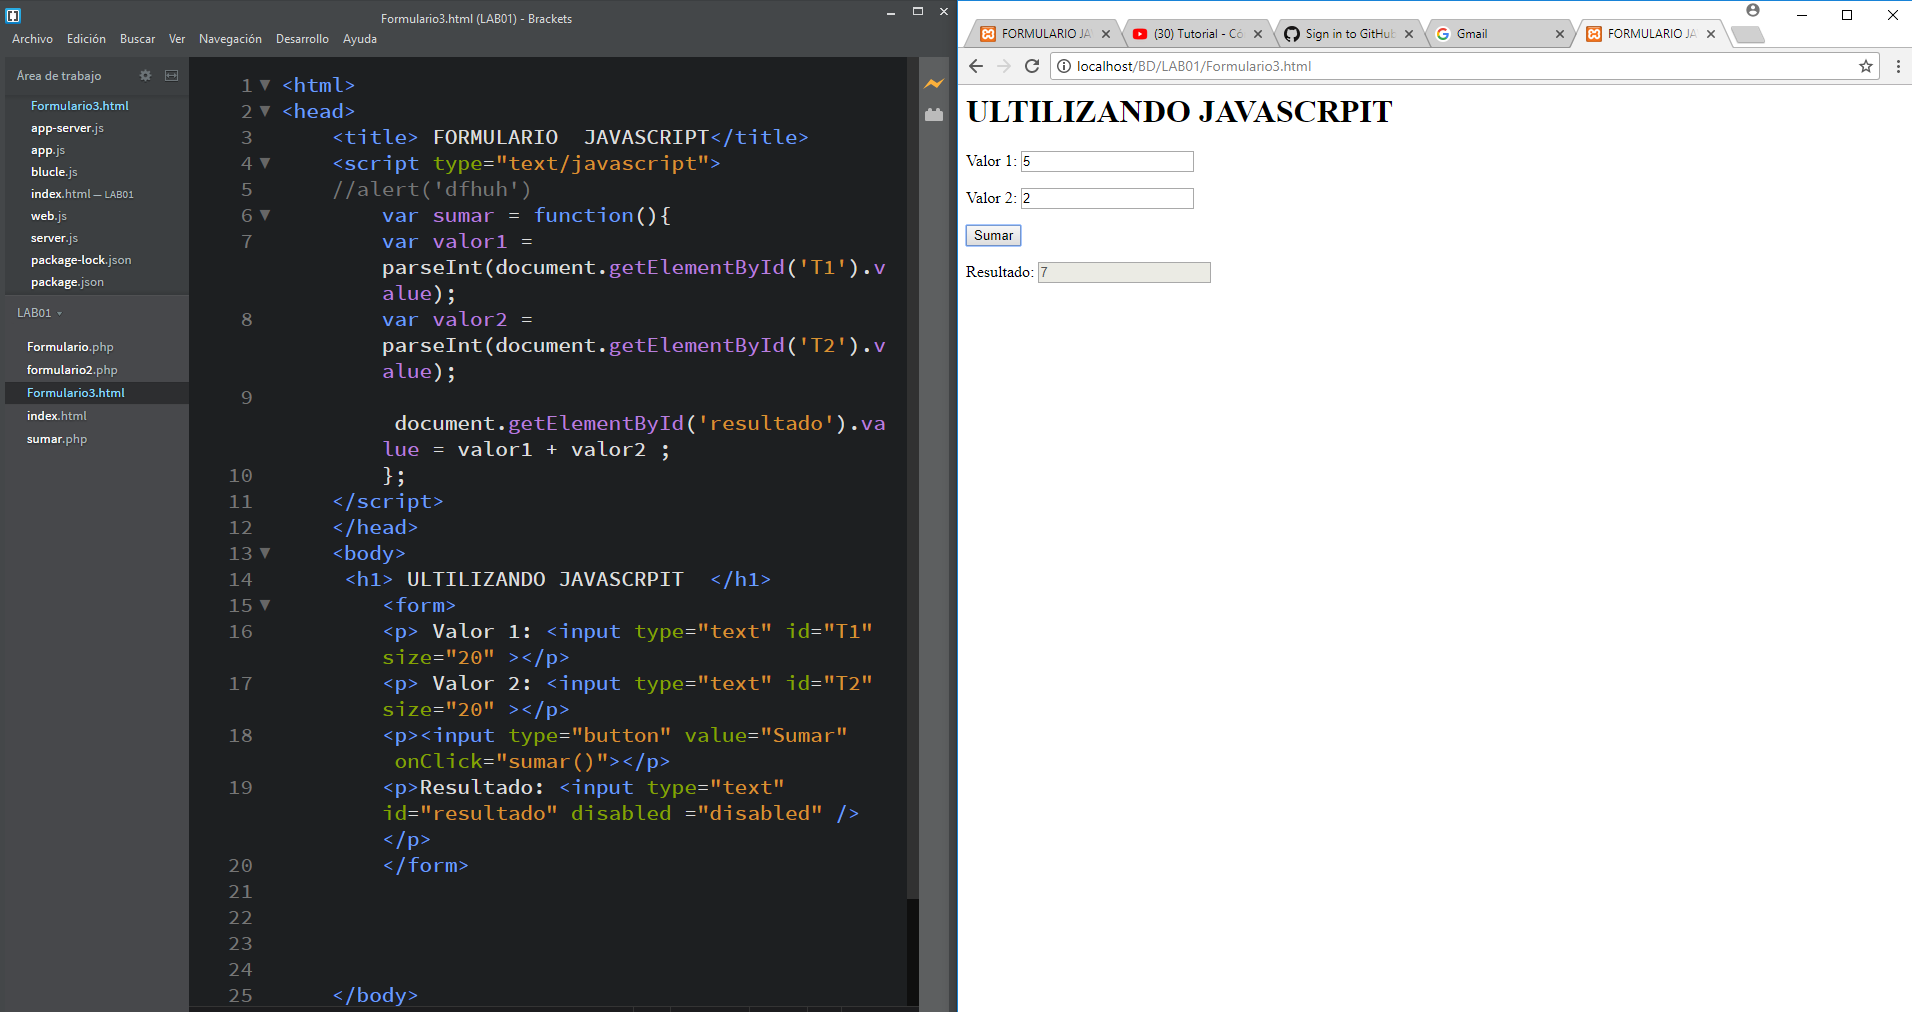 Formulario3.html (LAB01) - Brackets
Archivo Edición Buscar Ver Navegación Desarrollo Ayuda
Área de trabajo
Formulario3.html
app-server.js
app.js
blucle.js
index.html — LAB01
web.js
server.js
package-lock.json
package.json
LAB01
Formulario.php
formulario2.php
Formulario3.html
index.html
sumar.php
1 <html>
2 <head>
3 <title> FORMULARIO  JAVASCRIPT</title>
4 <script type="text/javascript">
5 //alert('dfhuh')
6 var sumar = function(){
7 var valor1 =
parseInt(document.getElementById('T1').v
alue);
8 var valor2 =
parseInt(document.getElementById('T2').v
alue);
9
document.getElementById('resultado').va
lue = valor1 + valor2 ;
10 };
11 </script>
12 </head>
13 <body>
14 <h1> ULTILIZANDO JAVASCRPIT  </h1>
15 <form>
16 <p> Valor 1: <input type="text" id="T1"
size="20" ></p>
17 <p> Valor 2: <input type="text" id="T2"
size="20" ></p>
18 <p><input type="button" value="Sumar"
onClick="sumar()"></p>
19 <p>Resultado: <input type="text"
id="resultado" disabled ="disabled" />
</p>
20 </form>
21
22
23
24
25 </body>
FORMULARIO JA
(30) Tutorial - Có
Sign in to GitHub
Gmail
FORMULARIO JA
localhost/BD/LAB01/Formulario3.html
ULTILIZANDO JAVASCRPIT
Valor 1: 5
Valor 2: 2
Sumar
Resultado: 7